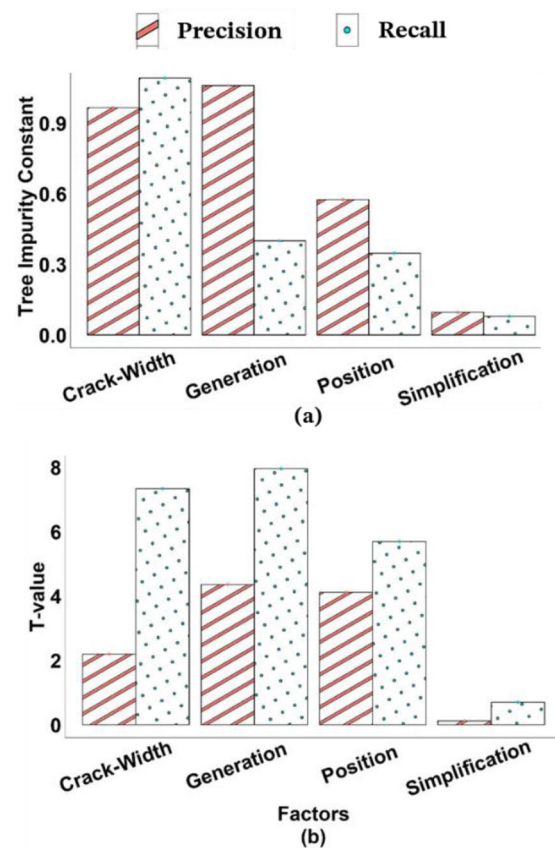 Precision Recall
Tree Impurity Constant
0.9
0.6
0.3
0.0
Crack-Width Generation Position Simplification
(a)
T-value
8
6
4
2
0
Crack-Width Generation Position Simplification
Factors
(b)